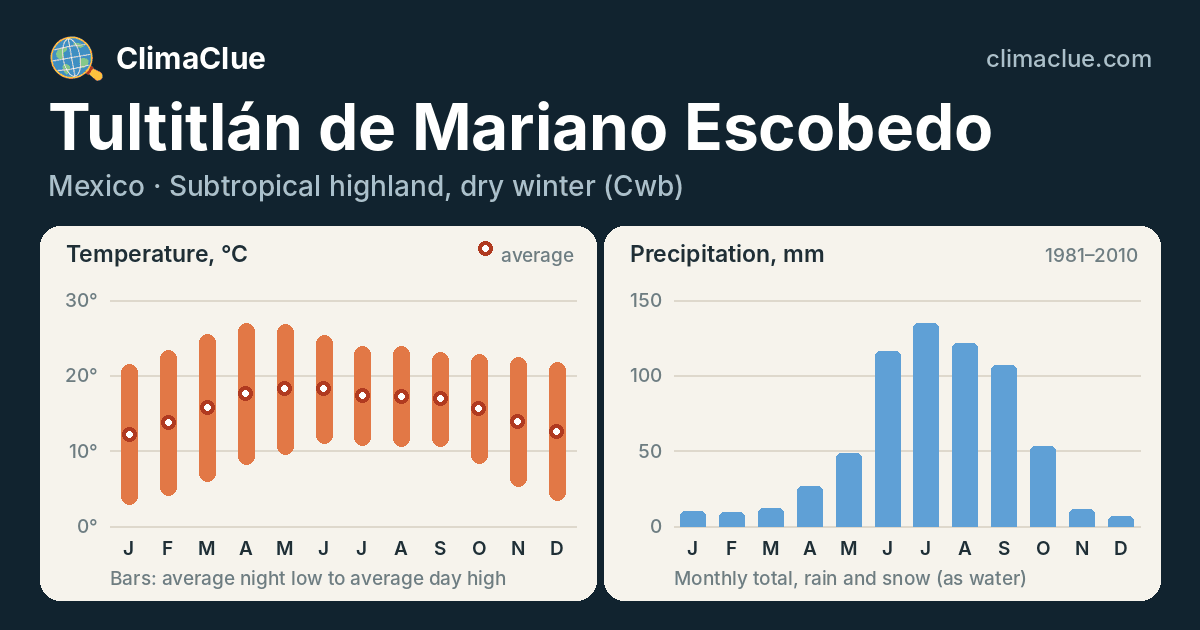 ClimaClue
climaclue.com
Tultitlán de Mariano Escobedo
Mexico · Subtropical highland, dry winter (Cwb)
Temperature, °C
average
30°
20°
10°
0°
J F M A M J J A S O N D
Bars: average night low to average day high
Precipitation, mm
1981–2010
150
100
50
0
J F M A M J J A S O N D
Monthly total, rain and snow (as water)